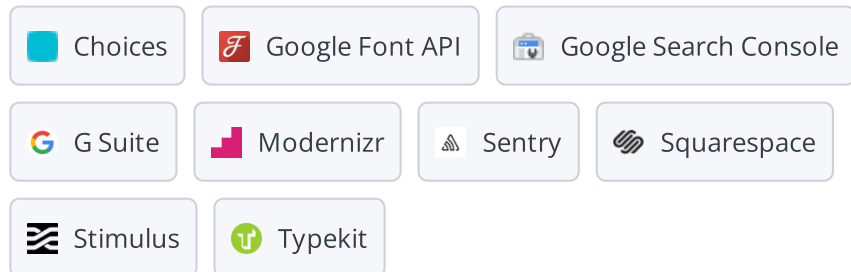 Choices Google Font API Google Search Console
G Suite Modernizr Sentry Squarespace
Stimulus Typekit